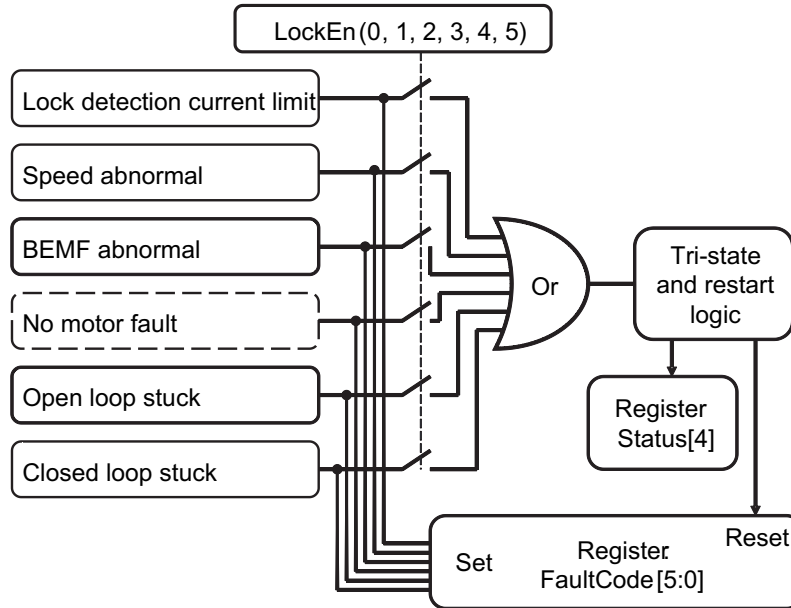 LockEn(0, 1, 2, 3, 4, 5)
Lock detection current limit
Speed abnormal
BEMF abnormal
No motor fault
Open loop stuck
Closed loop stuck
Or
Tri-state
and restart
logic
Register
Status[4]
Reset
Set
Register.
FaultCode[5:0]